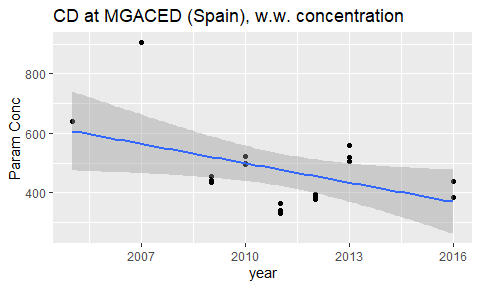 CD at MGACED (Spain), w.w. concentration
800
600
400
Param Conc
2007
2010
2013
2016
year